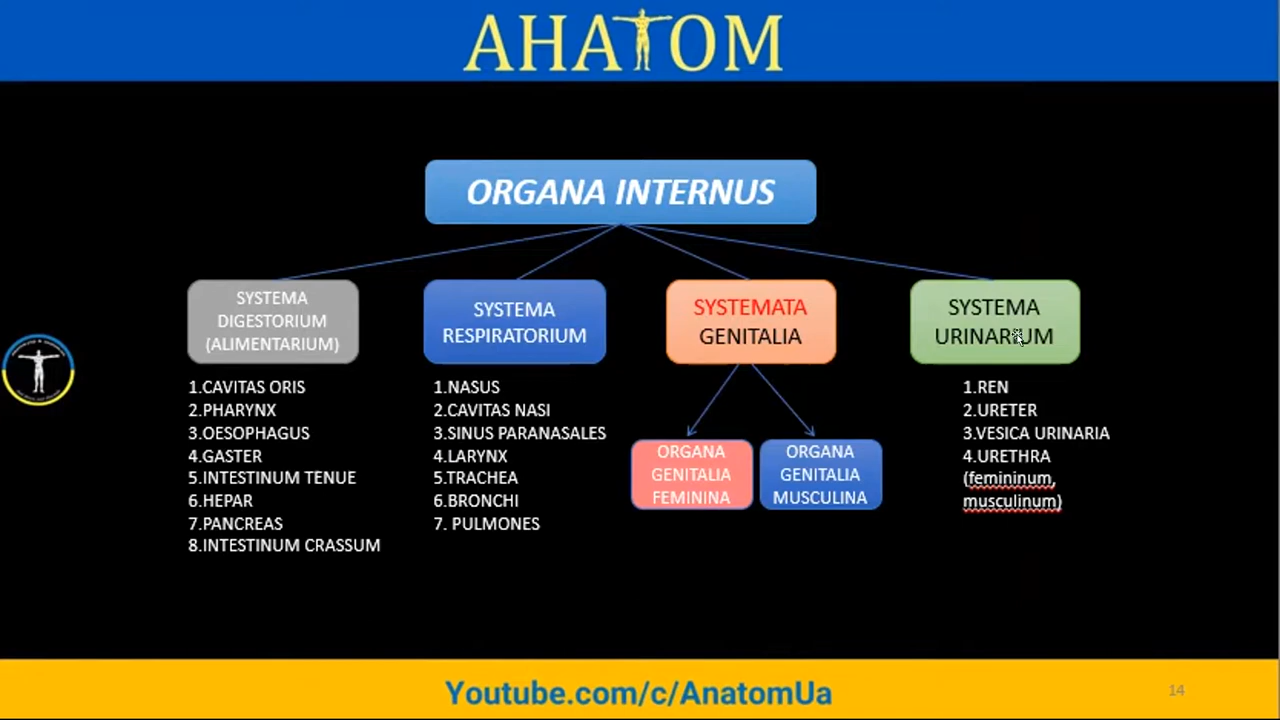 АНАТОМ
ORGANA INTERNUS
SYSTEMA
DIGESTORIUM
(ALIMENTARIUM)
1.CAVITAS ORIS
2.PHARYNX
3.OESOPHAGUS
4.GASTER
5.INTESTINUM TENUE
6.HEPAR
7.PANCREAS
8.INTESTINUM CRASSUM
SYSTEMA
RESPIRATORIUM
1.NASUS
2.CAVITAS NASI
3.SINUS PARANASALES
4.LARYNX
5.TRACHEA
6.BRONCHI
7. PULMONES
SYSTEMATA
GENITALIA
ORGANA
GENITALIA
FEMININA
ORGANA
GENITALIA
MUSCULINA
SYSTEMA
URINARIUM
1.REN
2.URETER
3.VESICA URINARIA
4.URETHRA
(femininum,
musculinum)
Youtube.com/c/AnatomUa
14